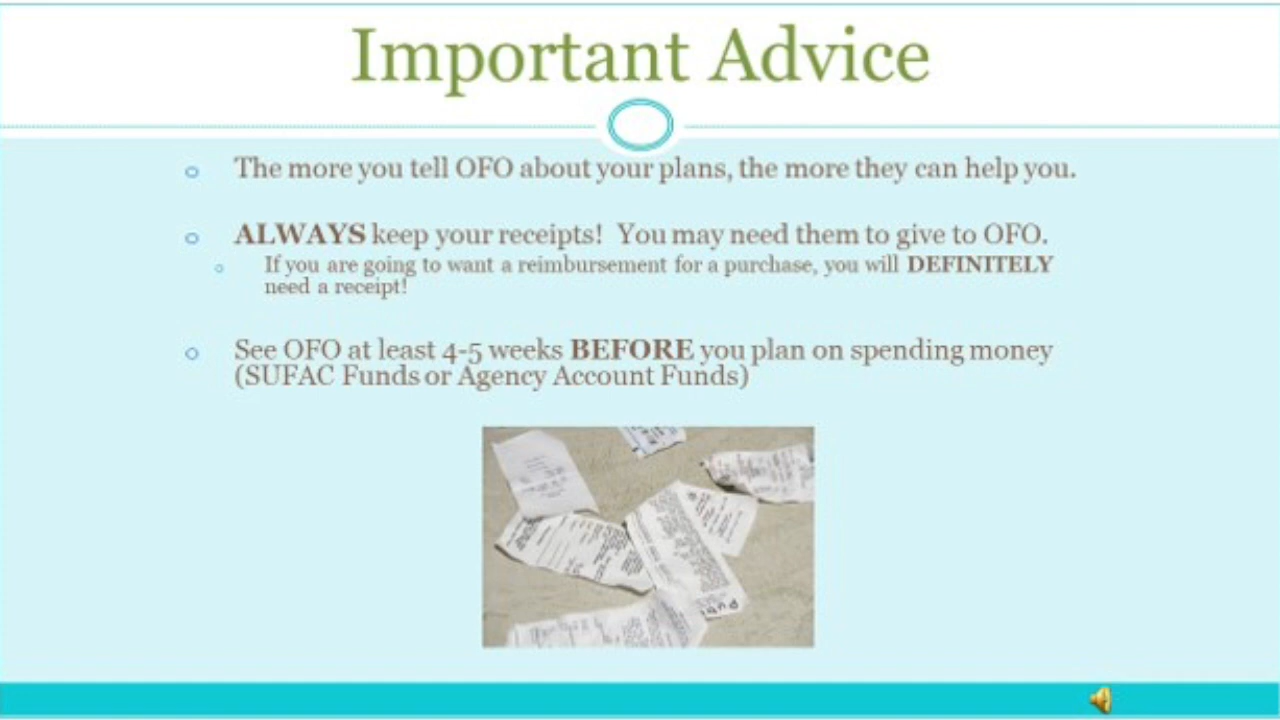 Important Advice
The more you tell OFO about your plans, the more they can help you.
ALWAYS keep your receipts! You may need them to give to OFO.
If you are going to want a reimbursement for a purchase, you will DEFINITELY
need a receipt!
See OFO at least 4-5 weeks BEFORE you plan on spending money
(SUFAC Funds or Agency Account Funds)